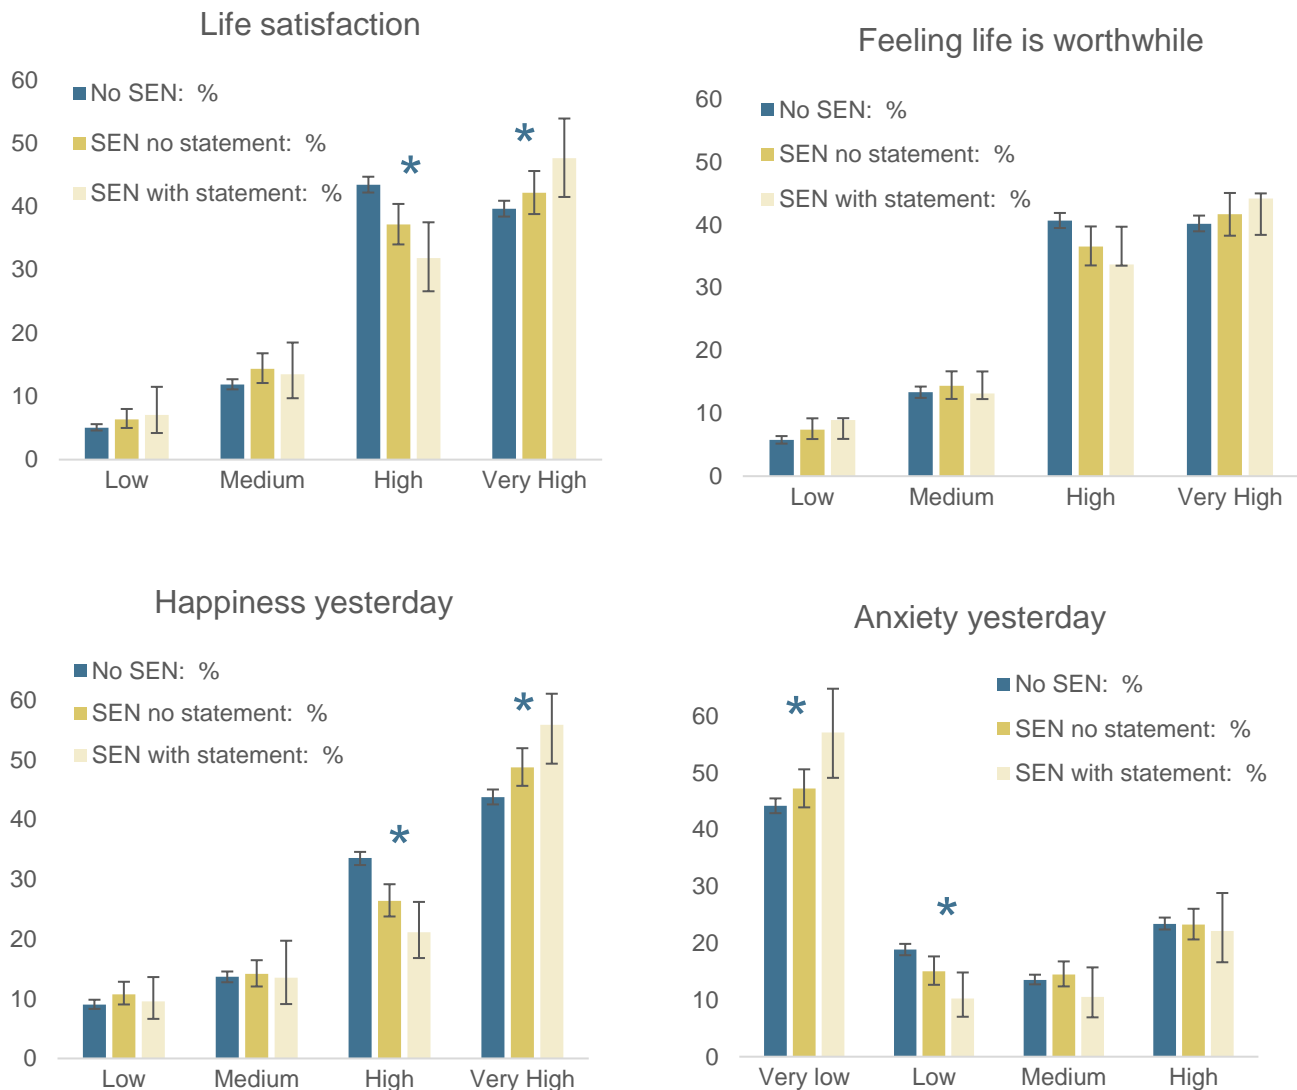 Life satisfaction
60
50
40
30
20
10
0
No SEN: %
SEN no statement: %
SEN with statement: %
*
*
Low Medium High Very High
Feeling life is worthwhile
60
50
40
30
20
10
0
No SEN: %
SEN no statement: %
SEN with statement: %
Low Medium High Very High
Happiness yesterday
60
50
40
30
20
10
0
No SEN: %
SEN no statement: %
SEN with statement: %
*
*
Low Medium High Very High
Anxiety yesterday
60
50
40
30
20
10
0
No SEN: %
SEN no statement: %
SEN with statement: %
*
*
Very low Low Medium High